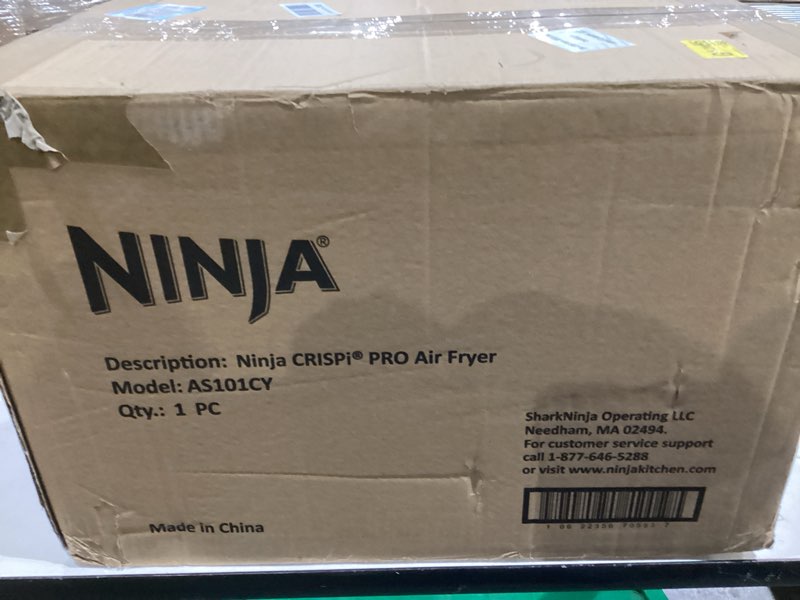 NINJA®
Description: Ninja CRISPi® PRO Air Fryer
Model: AS101CY
Qty.: 1 PC
SharkNinja Operating LLC
Needham, MA 02494.
For customer service support
call 1-877-646-5288
or visit www.ninjakitchen.com
Made in China